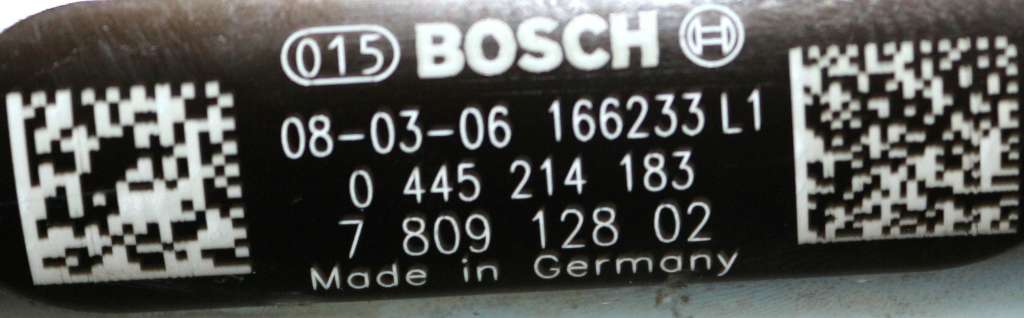 015 BOSCH
08-03-06 166233 L1
0 445 214 183
7 809 128 02
Made in Germany